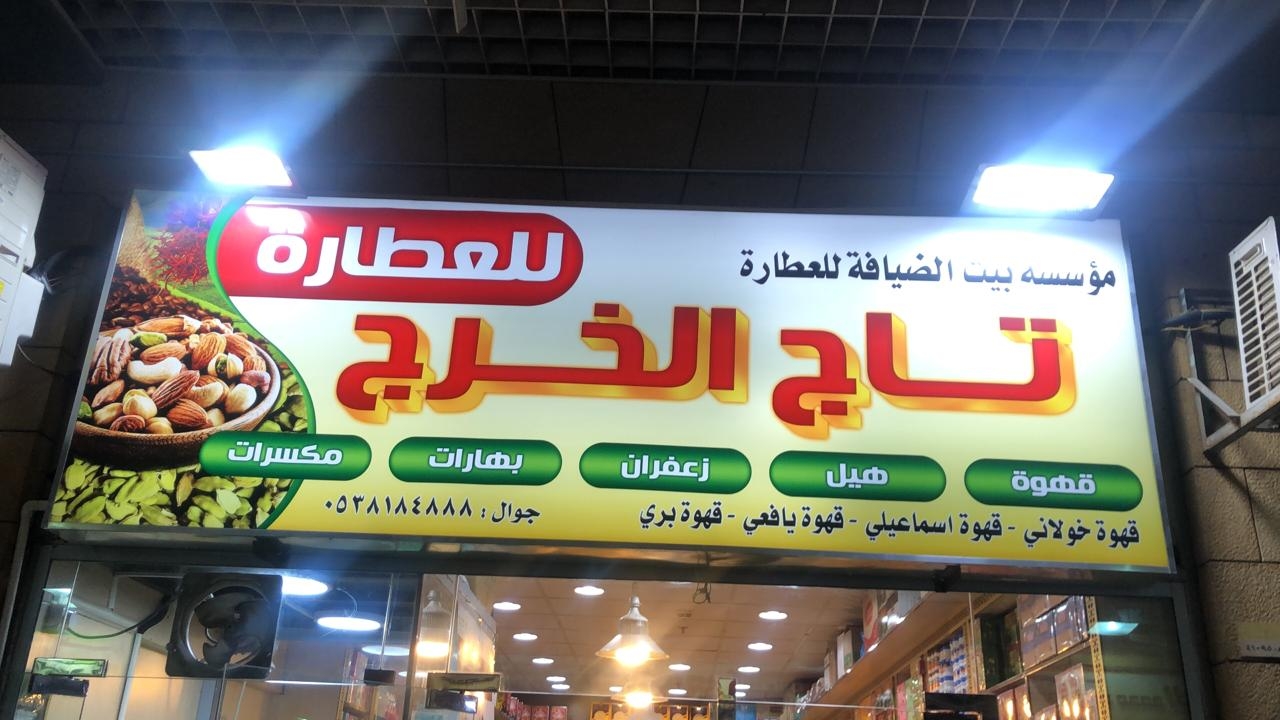 مؤسسه بيت الضيافة للعطارة
للعطارة
تاج الخرج
قهوة هيل زعفران بهارات مكسرات
قهوة خولاني - قهوة اسماعيلي - قهوة يافعي - قهوة بري
جوال : ٠٥٣٨١٨٤٨٨٨